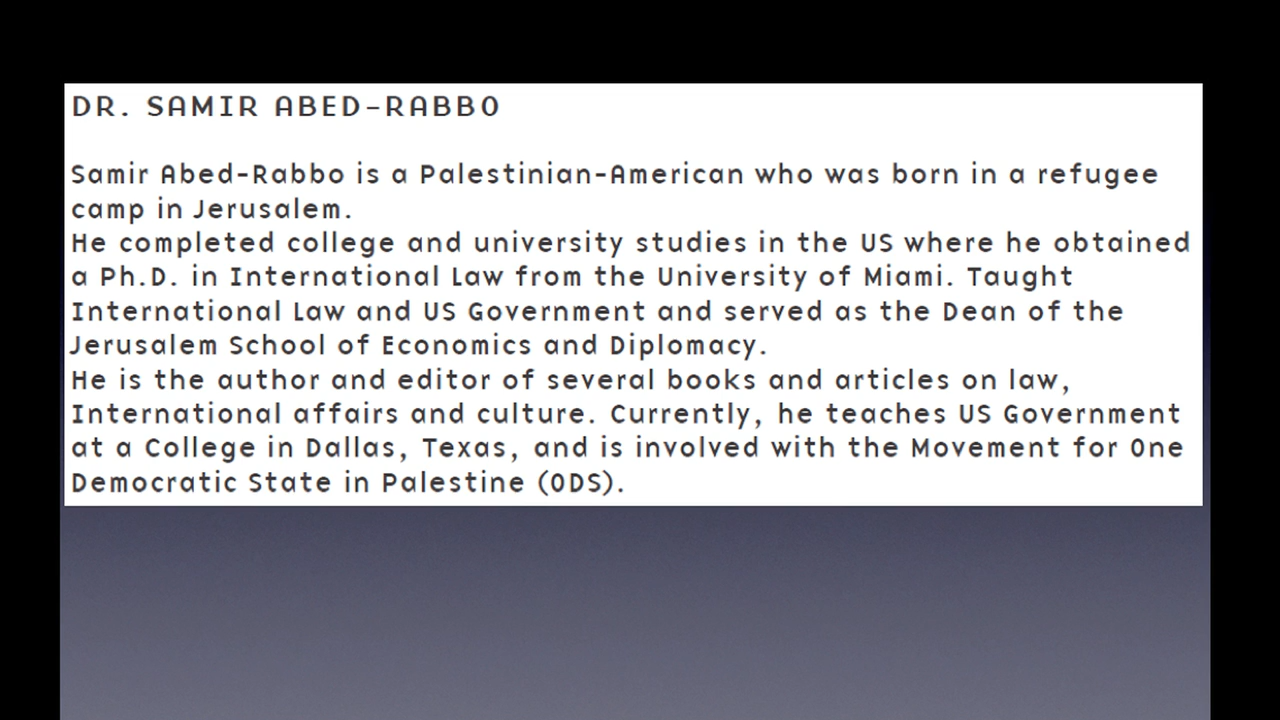 DR. SAMIR ABED-RABBO
Samir Abed-Rabbo is a Palestinian-American who was born in a refugee
camp in Jerusalem.
He completed college and university studies in the US where he obtained
a Ph.D. in International Law from the University of Miami. Taught
International Law and US Government and served as the Dean of the
Jerusalem School of Economics and Diplomacy.
He is the author and editor of several books and articles on law,
International affairs and culture. Currently, he teaches US Government
at a College in Dallas, Texas, and is involved with the Movement for One
Democratic State in Palestine (ODS).